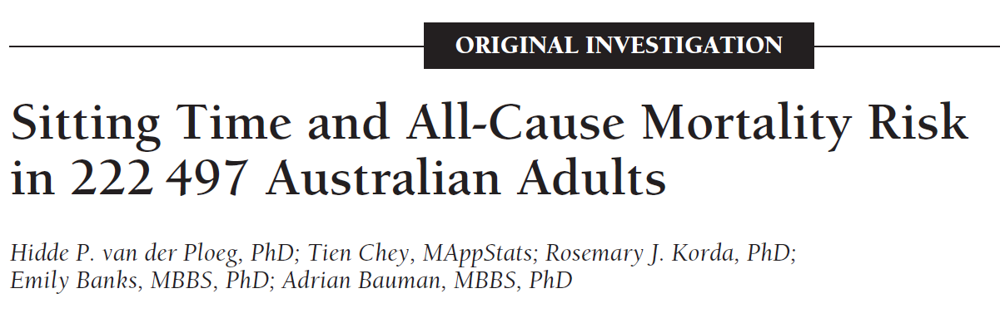 ORIGINAL INVESTIGATION
Sitting Time and All-Cause Mortality Risk
in 222 497 Australian Adults
Hidde P. van der Ploeg, PhD; Tien Chey, MAppStats; Rosemary J. Korda, PhD;
Emily Banks, MBBS, PhD; Adrian Bauman, MBBS, PhD